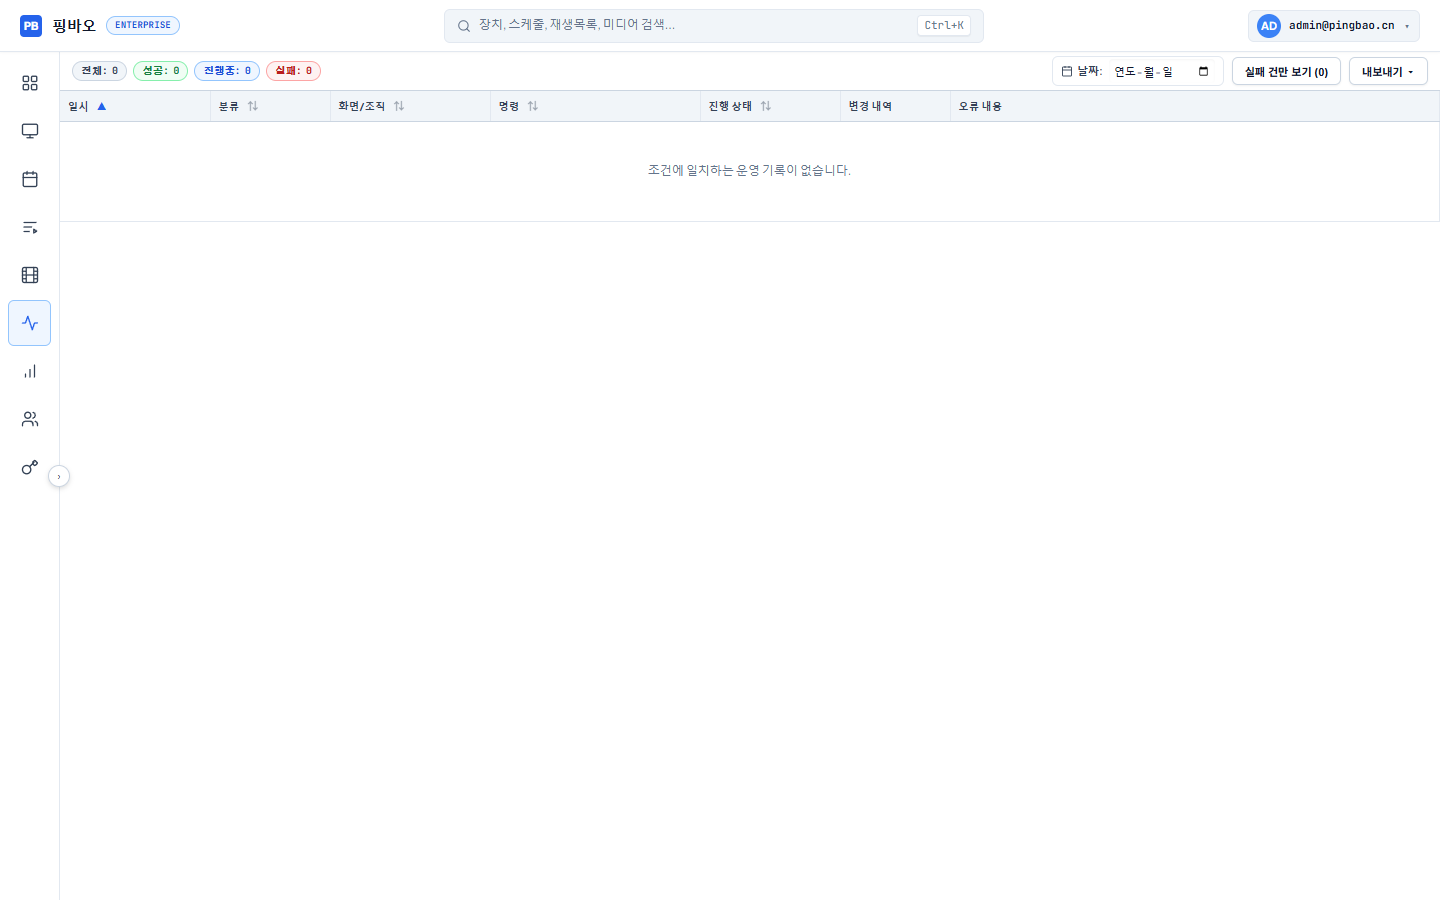 PB 핑바오 ENTERPRISE 장치, 스케줄, 재생목록, 미디어 검색... Ctrl+K AD admin@pingbao.cn
전체: 0 성공: 0 진행중: 0 실패: 0 날짜: 연도-월-일 실패 건만 보기 (0) 내보내기
일시 분류 화면/조직 명령 진행 상태 변경 내역 오류 내용
조건에 일치하는 운영 기록이 없습니다.